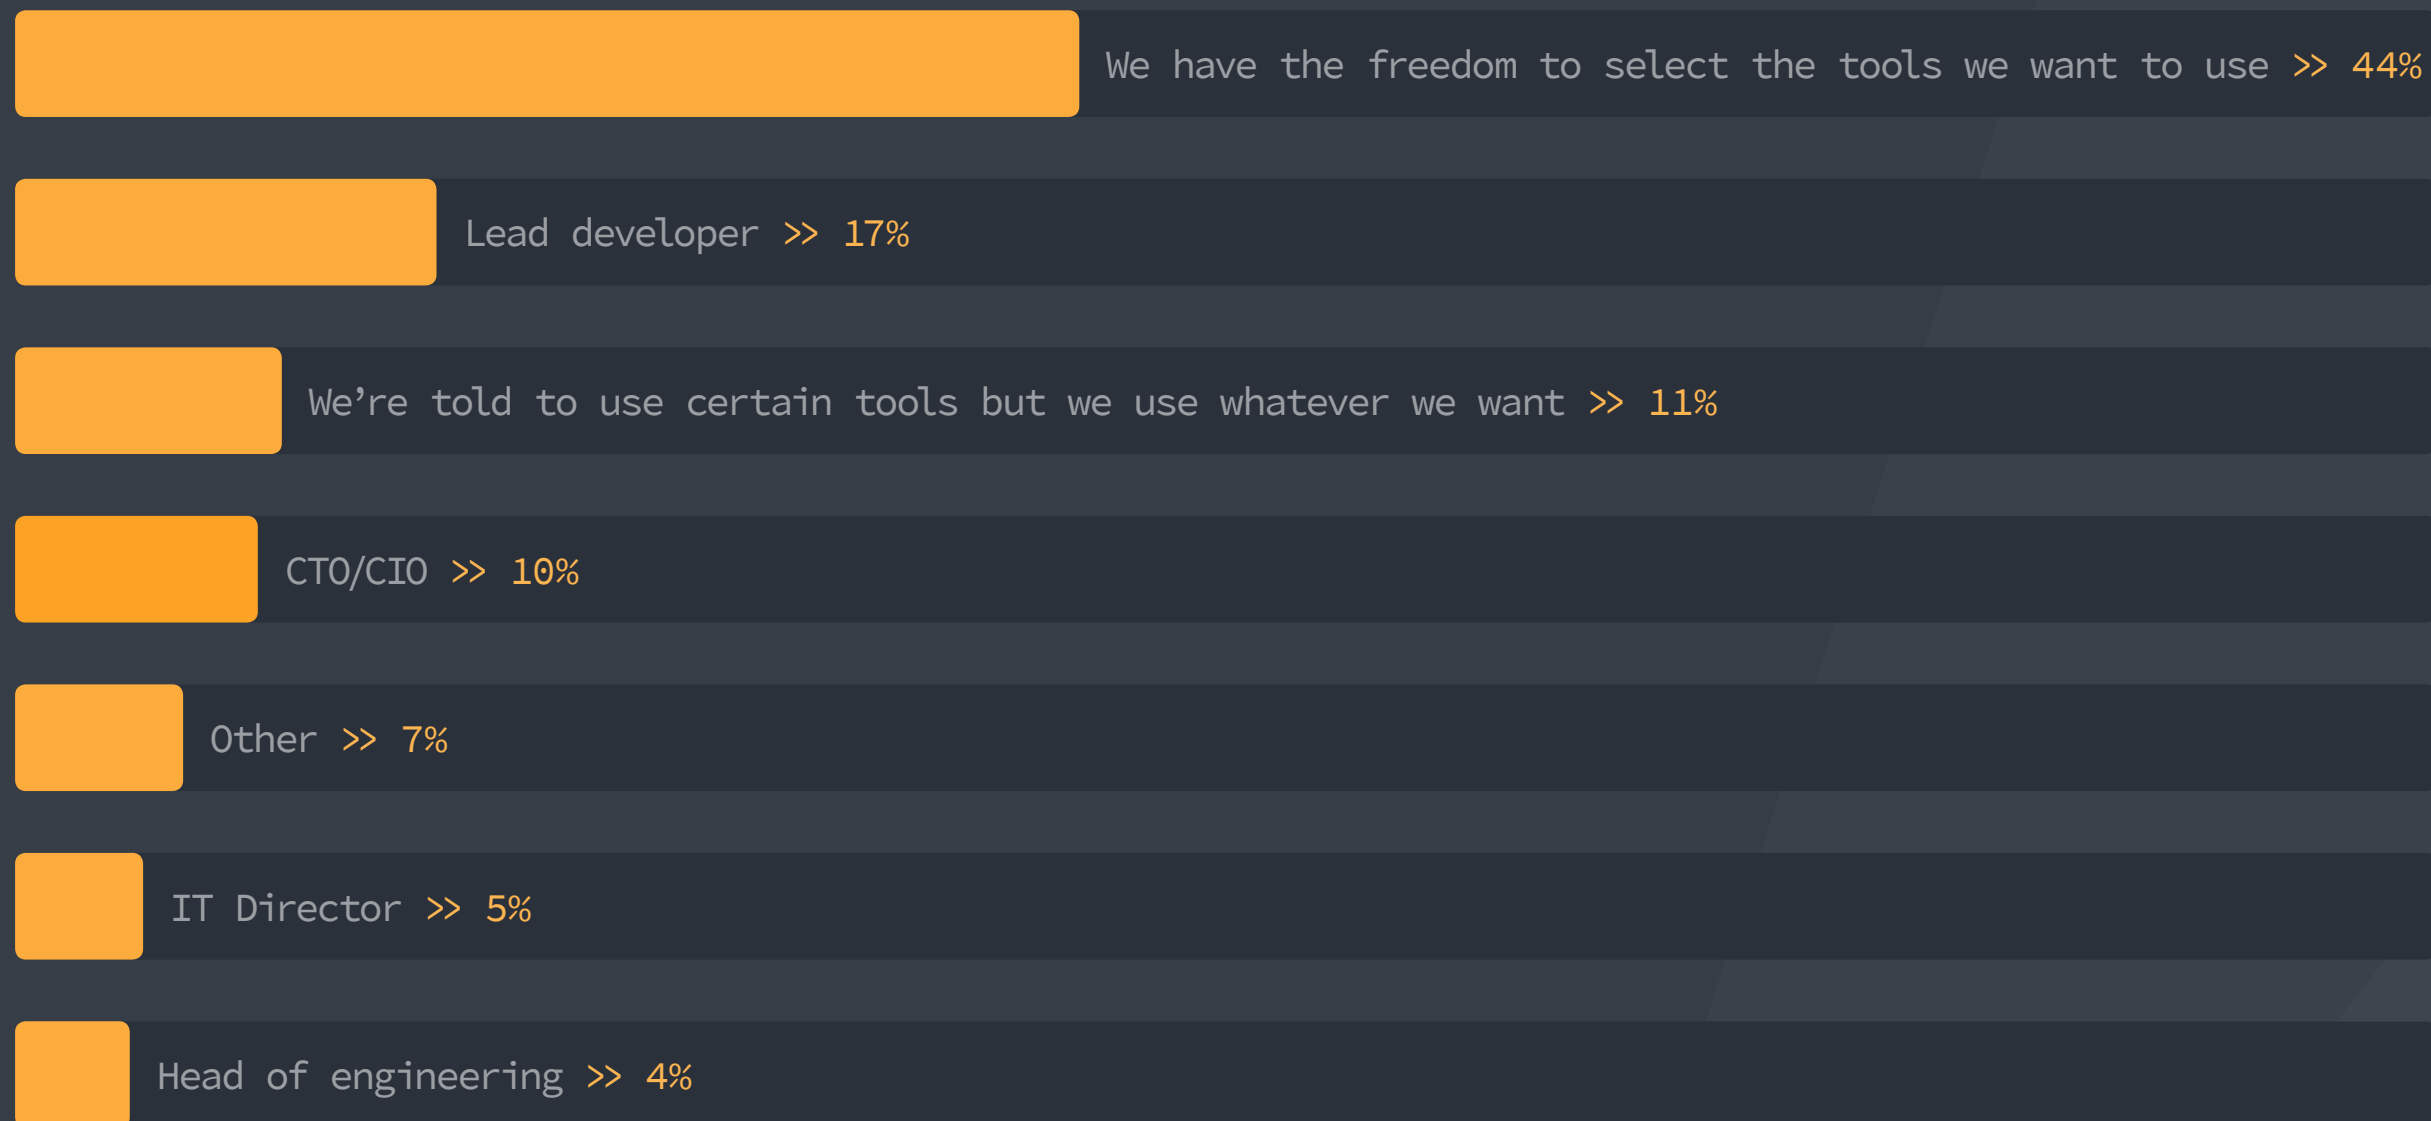 We have the freedom to select the tools we want to use >> 44%
Lead developer >> 17%
We’re told to use certain tools but we use whatever we want >> 11%
CTO/CIO >> 10%
Other >> 7%
IT Director >> 5%
Head of engineering >> 4%